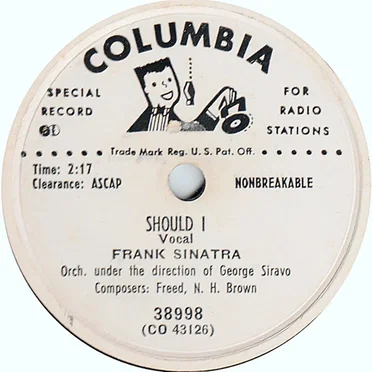 COLUMBIA
SPECIAL RECORD
FOR RADIO STATIONS
Trade Mark Reg. U.S. Pat. Off.
Time: 2:17
Clearance: ASCAP
NONBREAKABLE
SHOULD I
Vocal
FRANK SINATRA
Orch. under the direction of George Siravo
Composers: Freed, N. H. Brown
38998
(CO 43126)